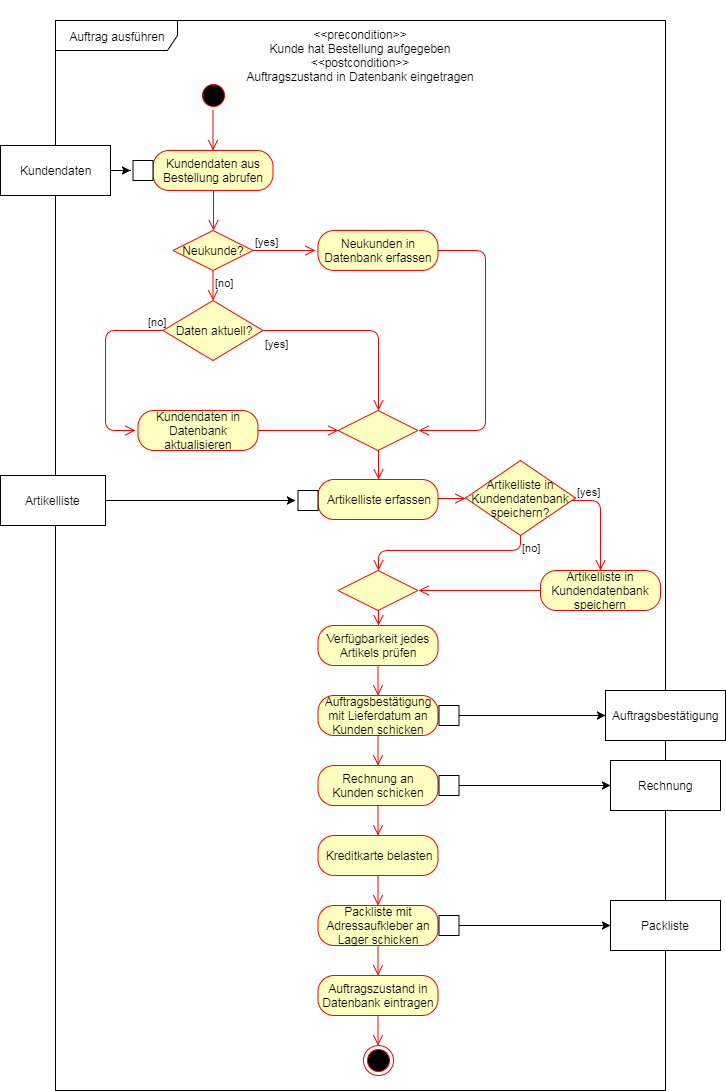 Auftrag ausführen
<<precondition>>
Kunde hat Bestellung aufgegeben
<<postcondition>>
Auftragszustand in Datenbank eingetragen
Kundendaten
Kundendaten aus
Bestellung abrufen
Neukunde?
[yes]
Neukunden in
Datenbank erfassen
[no]
[no]
Daten aktuell?
[yes]
Kundendaten in
Datenbank
aktualisieren
Artikelliste
Artikelliste erfassen
Artikelliste in
Kundendatenbank
speichern?
[yes]
[no]
Artikelliste in
Kundendatenbank
speichern
Verfügbarkeit jedes
Artikels prüfen
Auftragsbestätigung
mit Lieferdatum an
Kunden schicken
Auftragsbestätigung
Rechnung an
Kunden schicken
Rechnung
Kreditkarte belasten
Packliste mit
Adressaufkleber an
Lager schicken
Packliste
Auftragszustand in
Datenbank eintragen